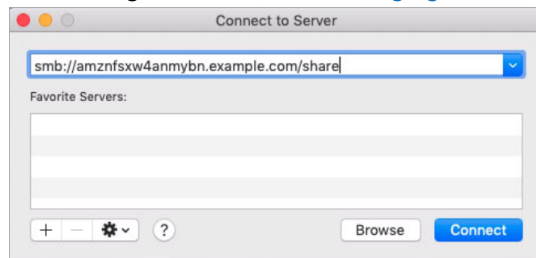 Connect to Server
smb://amznfsxw4anmybn.example.com/share
Favorite Servers:
+ − ?
Browse
Connect